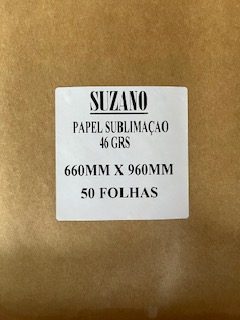 SUZANO
PAPEL SUBLIMAÇAO
46 GRS
660MM X 960MM
50 FOLHAS